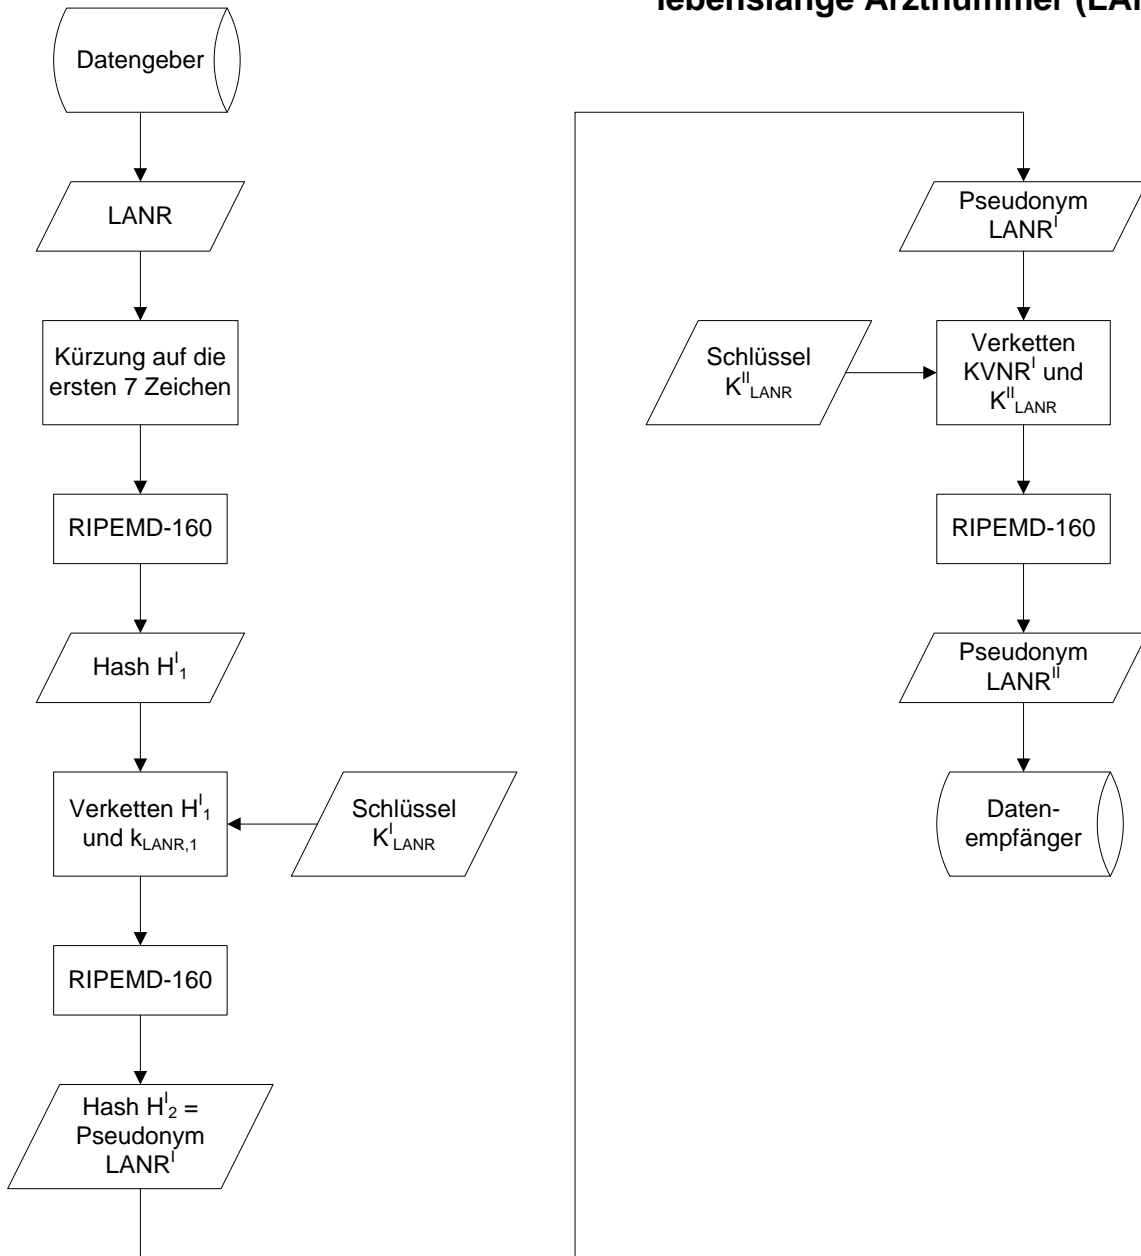 lebenslange Arztnummer
Datengeber
LANR
Kürzung auf die
ersten 7 Zeichen
RIPEMD-160
Hash H^I_1
Verketten H^I_1
und k_LANR,1
Schlüssel
K^I_LANR
RIPEMD-160
Hash H^I_2 =
Pseudonym
LANR^I
Pseudonym
LANR^I
Schlüssel
K^II_LANR
Verketten
KVNR^I und
K^II_LANR
RIPEMD-160
Pseudonym
LANR^II
Daten-
empfänger